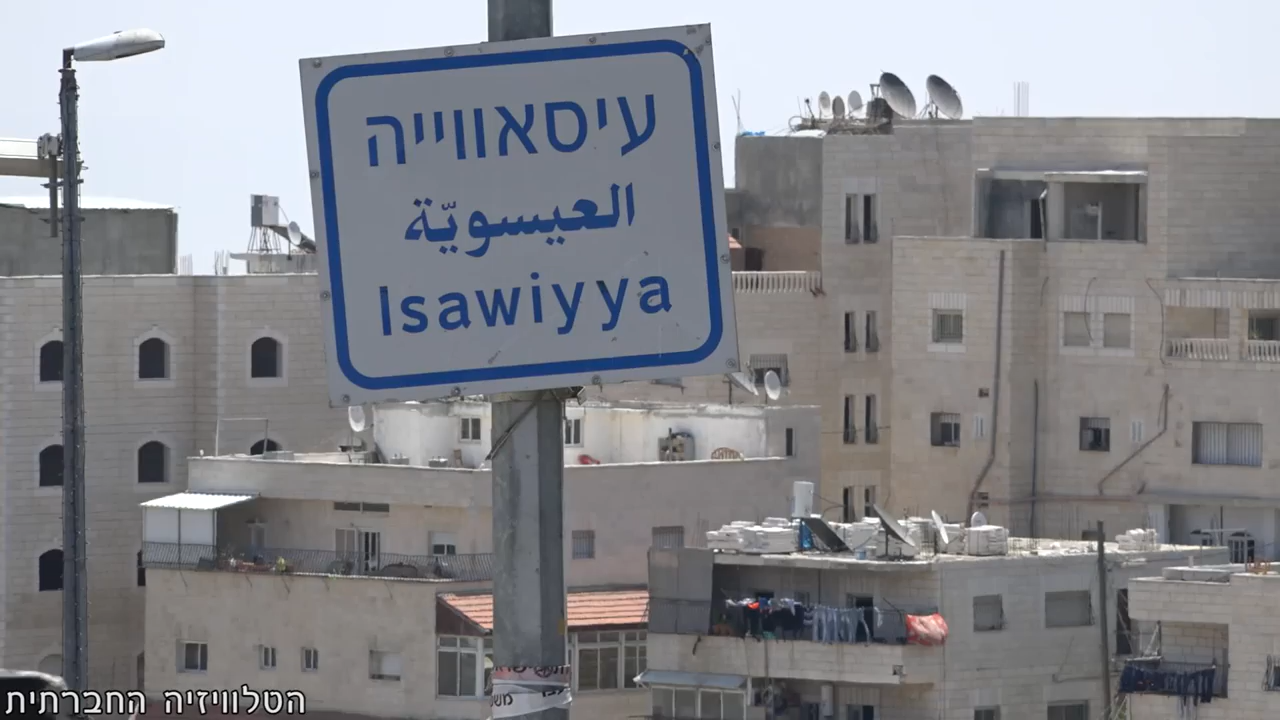 עיסאווייה
العيسويّة
Isawiyya
הטלוויזיה החברתית